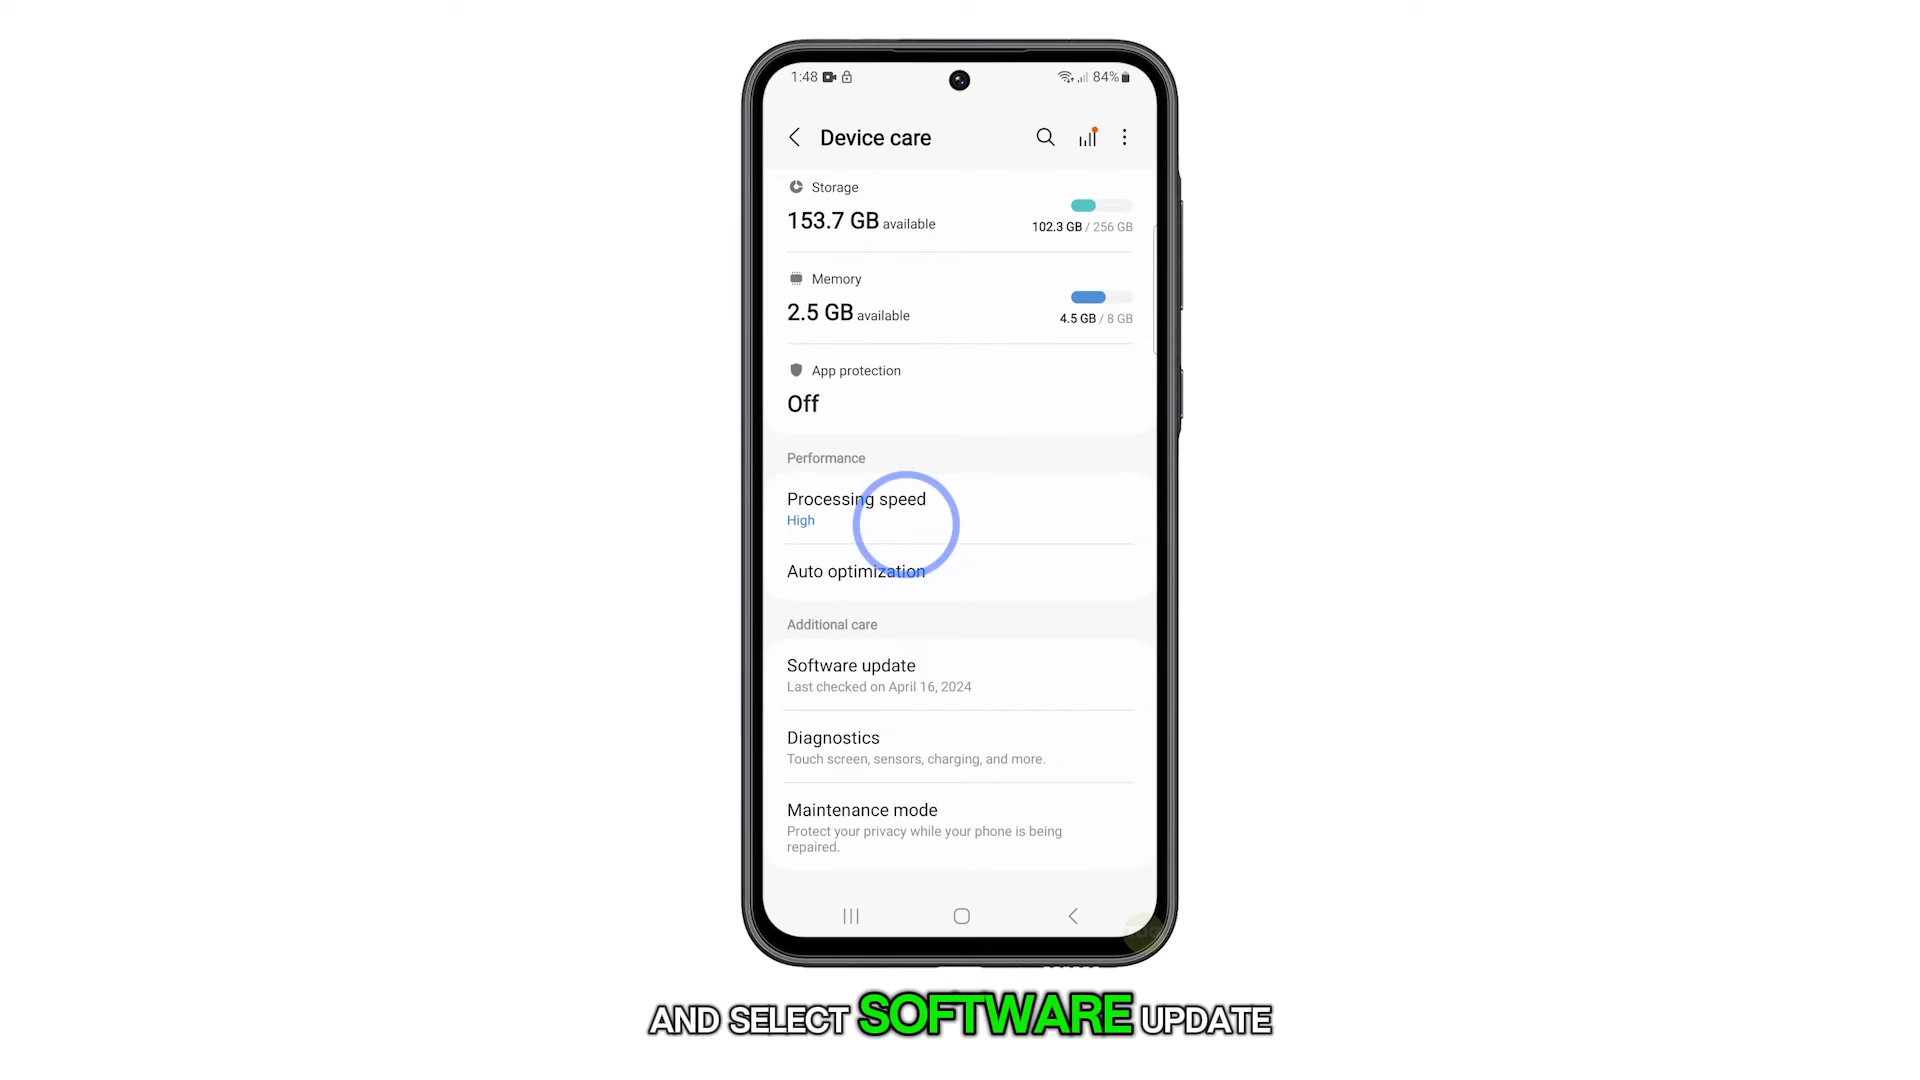 1:48 84%
Device care
Storage
153.7 GB available
102.3 GB / 256 GB
Memory
2.5 GB available
4.5 GB / 8 GB
App protection
Off
Performance
Processing speed
High
Auto optimization
Additional care
Software update
Last checked on April 16, 2024
Diagnostics
Touch screen, sensors, charging, and more.
Maintenance mode
Protect your privacy while your phone is being
repaired.
AND SELECT SOFTWARE UPDATE